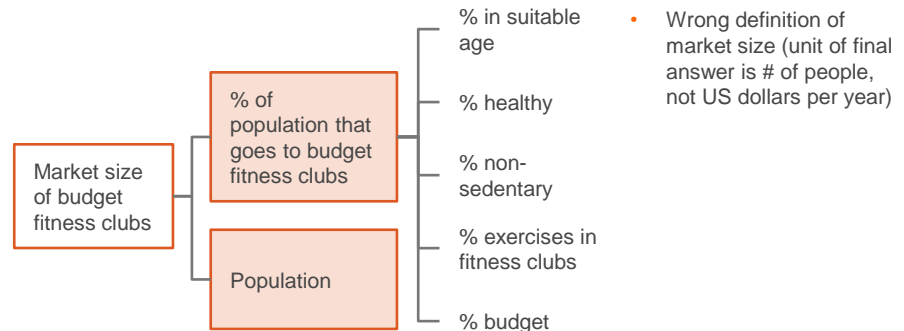 Market size
of budget
fitness clubs
% of
population that
goes to budget
fitness clubs
Population
% in suitable
age
% healthy
% non-
sedentary
% exercises in
fitness clubs
% budget
• Wrong definition of
market size (unit of final
answer is # of people,
not US dollars per year)